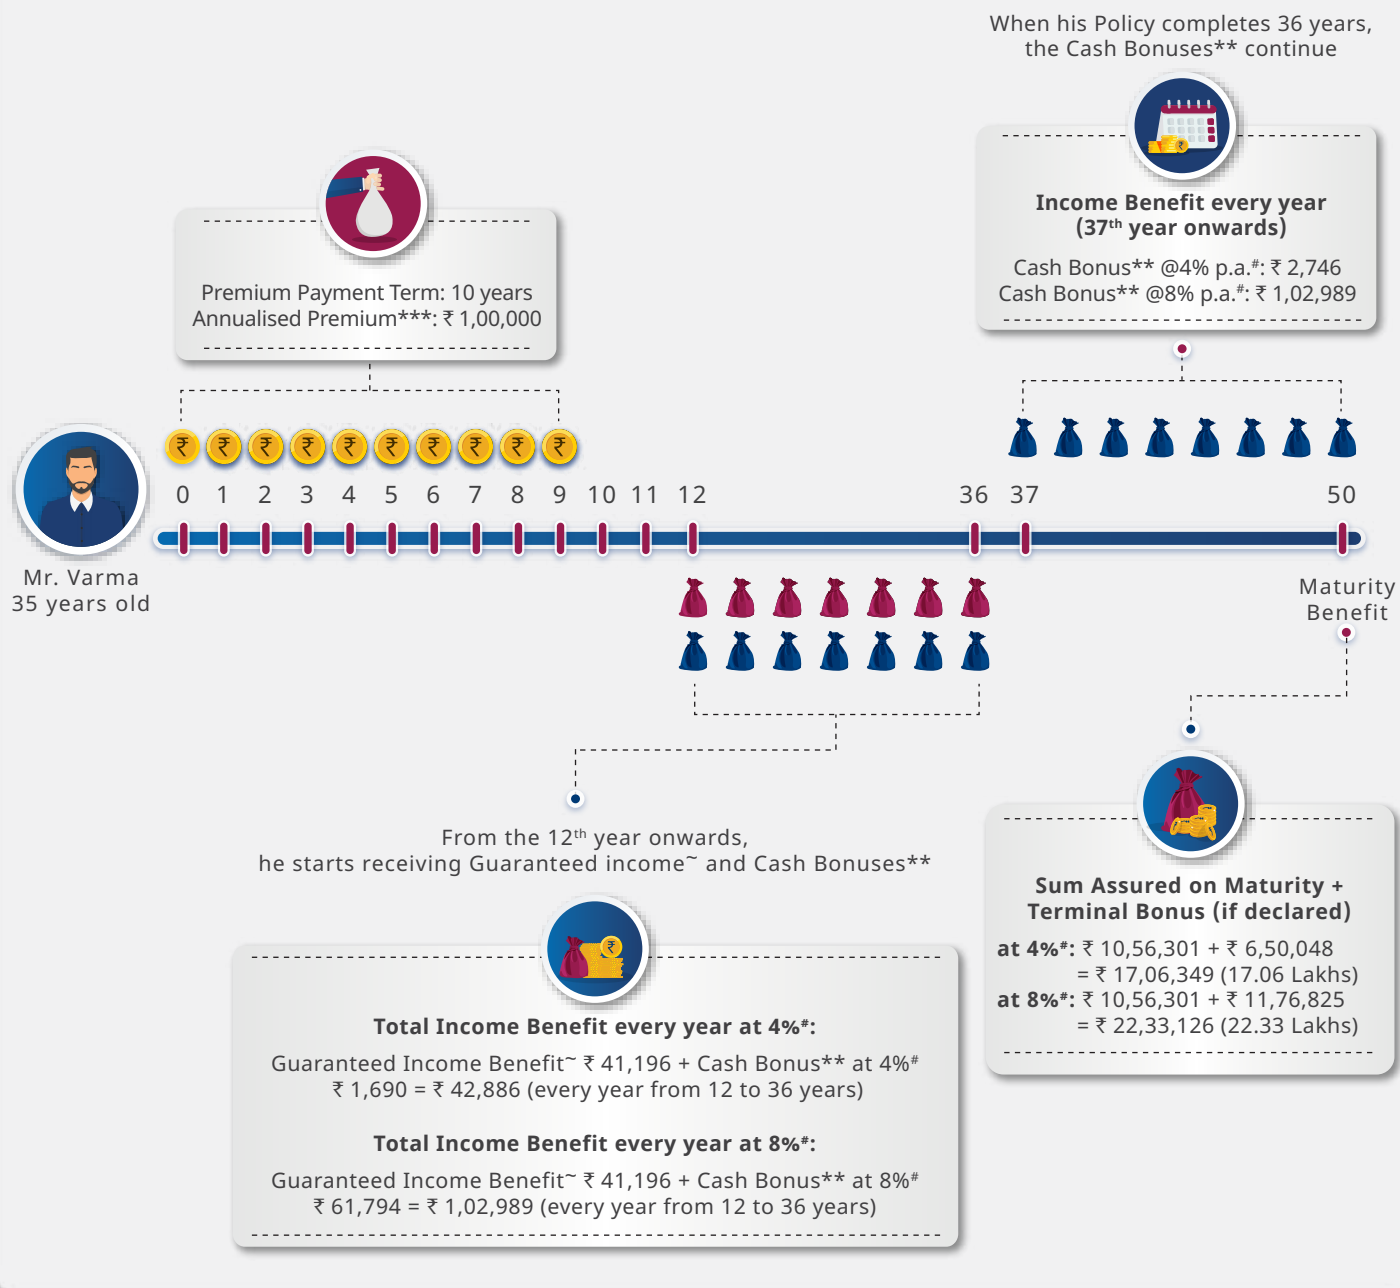 When his Policy completes 36 years,
the Cash Bonuses** continue
Income Benefit every year
(37th year onwards)
Cash Bonus** @4% p.a.#: ₹ 2,746
Cash Bonus** @8% p.a.#: ₹ 1,02,989
Premium Payment Term: 10 years
Annualised Premium***: ₹ 1,00,000
0 1 2 3 4 5 6 7 8 9 10 11 12 36 37 50
Mr. Varma
35 years old
Maturity
Benefit
From the 12th year onwards,
he starts receiving Guaranteed income~ and Cash Bonuses**
Total Income Benefit every year at 4%#:
Guaranteed Income Benefit~ ₹ 41,196 + Cash Bonus** at 4%#
₹ 1,690 = ₹ 42,886 (every year from 12 to 36 years)
Total Income Benefit every year at 8%#:
Guaranteed Income Benefit~ ₹ 41,196 + Cash Bonus** at 8%#
₹ 61,794 = ₹ 1,02,989 (every year from 12 to 36 years)
Sum Assured on Maturity +
Terminal Bonus (if declared)
at 4%#: ₹ 10,56,301 + ₹ 6,50,048
= ₹ 17,06,349 (17.06 Lakhs)
at 8%#: ₹ 10,56,301 + ₹ 11,76,825
= ₹ 22,33,126 (22.33 Lakhs)